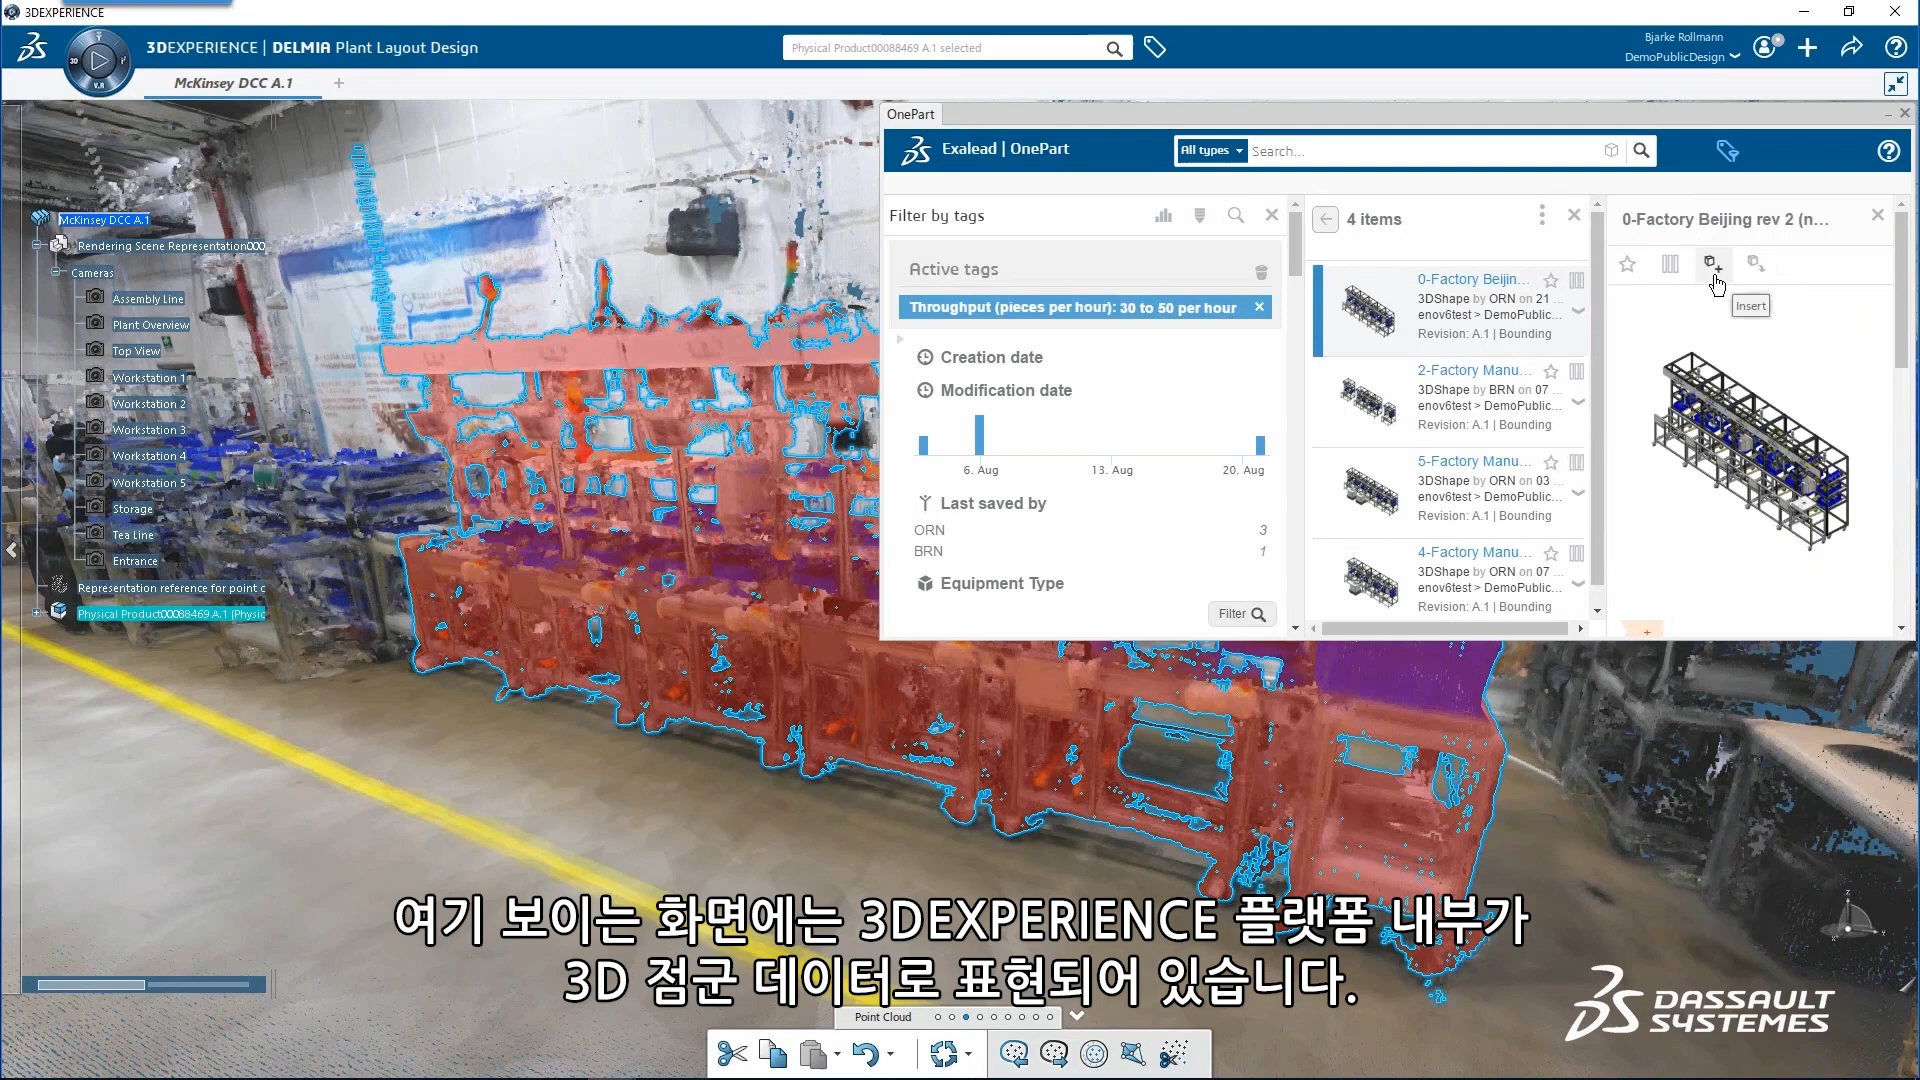 3DEXPERIENCE
3DEXPERIENCE | DELMIA Plant Layout Design
Physical Product00088469 A.1 selected
Bjarke Rollmann
DemoPublicDesign
3D
V.R
McKinsey DCC A.1
+
OnePart
Exalead | OnePart
All types
Search...
Filter by tags
4 items
0-Factory Beijing rev 2 (n...
Active tags
Throughput (pieces per hour): 30 to 50 per hour
Creation date
Modification date
6. Aug
13. Aug
20. Aug
Last saved by
ORN 3
BRN 1
Equipment Type
Filter
0-Factory Beijin...
3DShape by ORN on 21 ...
enov6test > DemoPublic...
Revision: A.1 | Bounding
2-Factory Manu...
3DShape by BRN on 07 ...
enov6test > DemoPublic...
Revision: A.1 | Bounding
5-Factory Manu...
3DShape by ORN on 03 ...
enov6test > DemoPublic...
Revision: A.1 | Bounding
4-Factory Manu...
3DShape by ORN on 07 ...
enov6test > DemoPublic...
Revision: A.1 | Bounding
Insert
McKinsey DCC A.1
Rendering Scene Representation000
Cameras
Assembly Line
Plant Overview
Top View
Workstation 1
Workstation 2
Workstation 3
Workstation 4
Workstation 5
Storage
Tea Line
Entrance
Representation reference for point c
Physical Product00088469 A.1 (Physic
여기 보이는 화면에는 3DEXPERIENCE 플랫폼 내부가
3D 점군 데이터로 표현되어 있습니다.
Point Cloud
DASSAULT
SYSTEMES